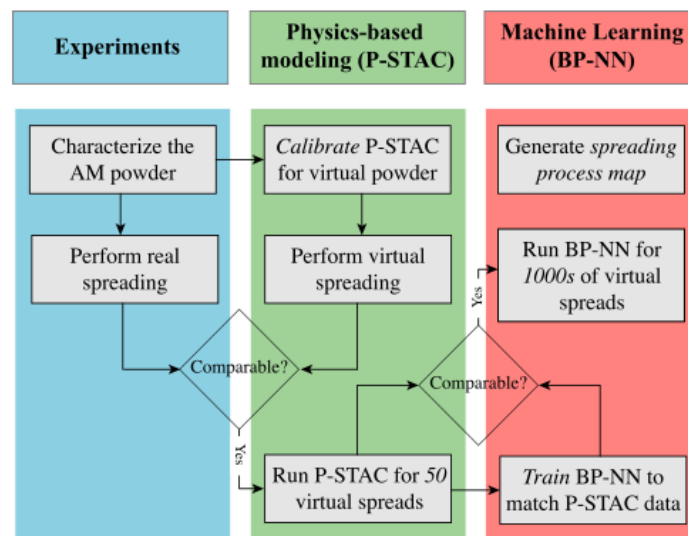 Experiments
Physics-based
modeling (P-STAC)
Machine Learning
(BP-NN)
Characterize the
AM powder
Calibrate P-STAC
for virtual powder
Generate spreading
process map
Perform real
spreading
Perform virtual
spreading
Run BP-NN for
1000s of virtual
spreads
Yes
Comparable?
Comparable?
Yes
Run P-STAC for 50
virtual spreads
Train BP-NN to
match P-STAC data